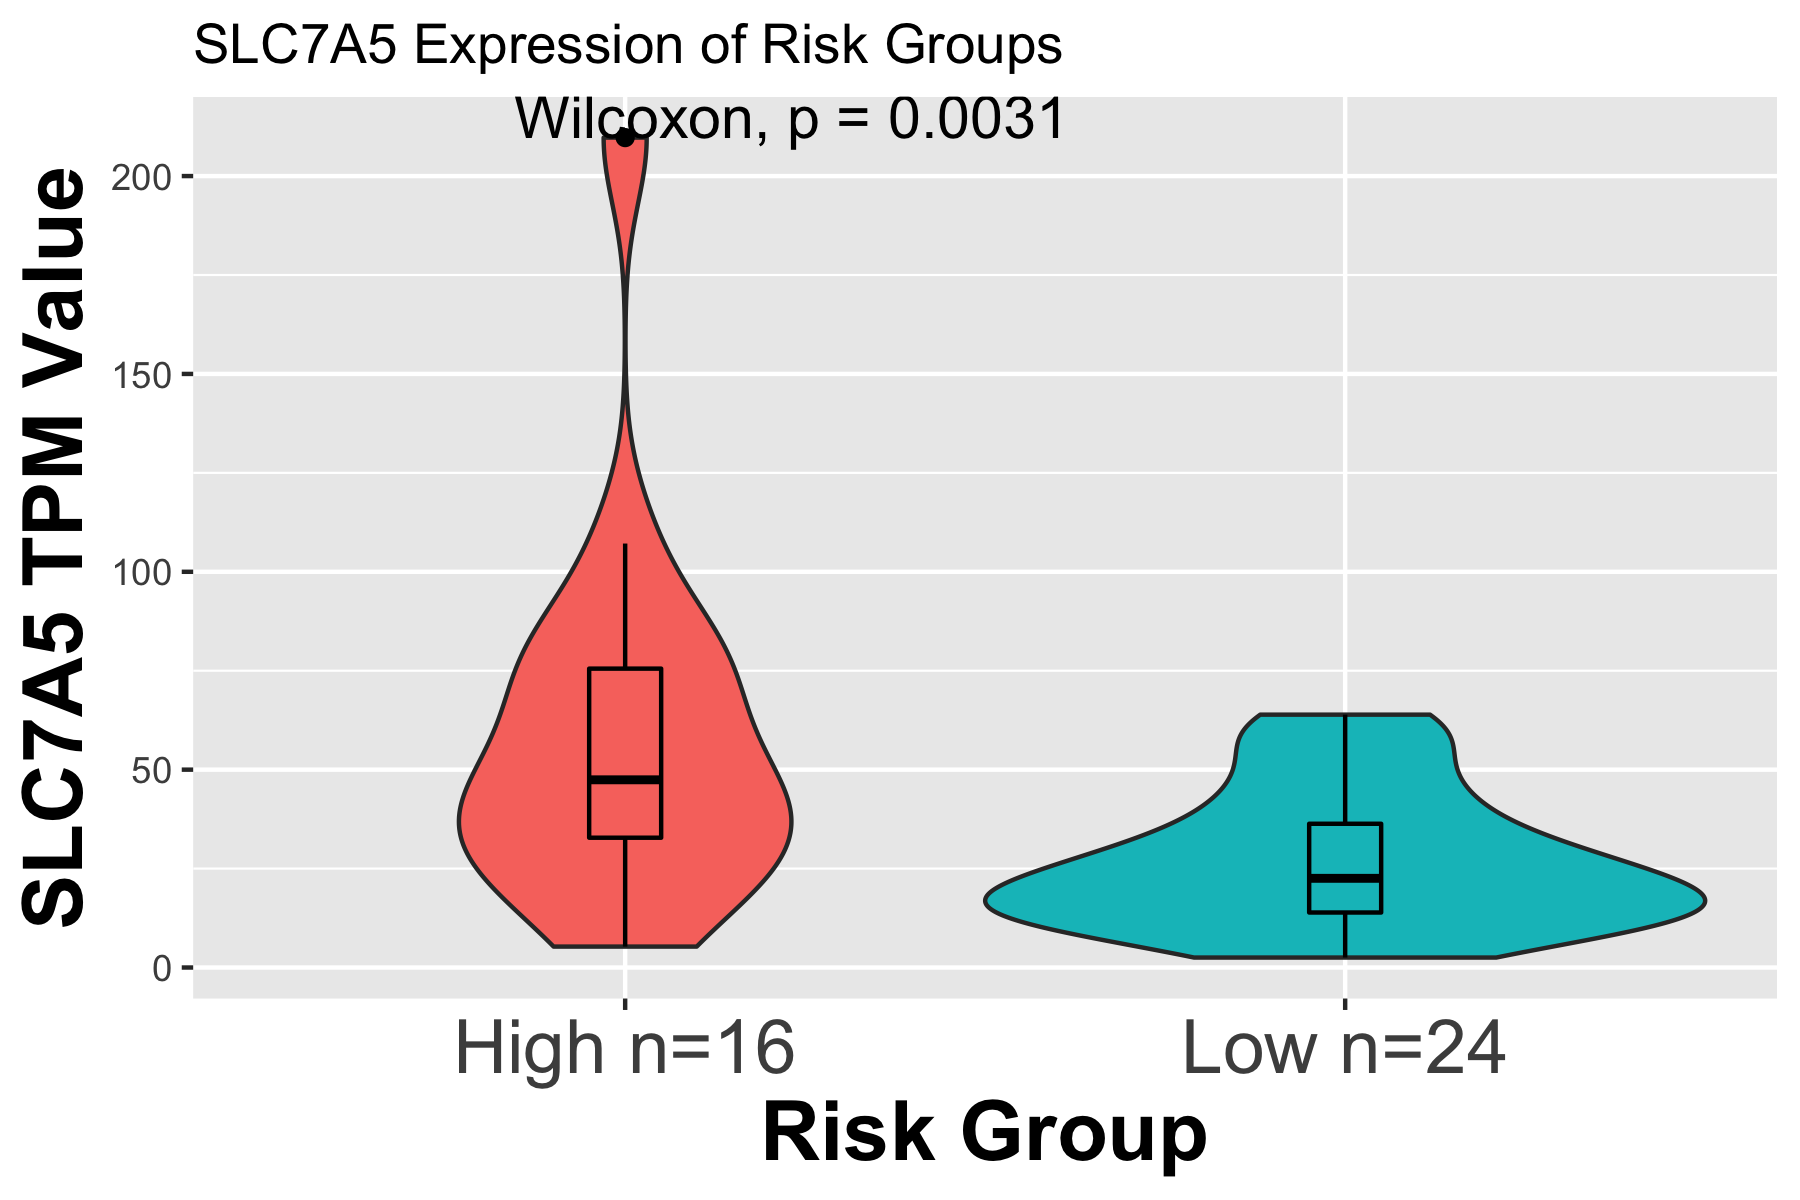 SLC7A5 Expression of Risk Groups
Wilcoxon, p = 0.0031
SLC7A5 TPM Value
200
150
100
50
0
High n=16
Low n=24
Risk Group